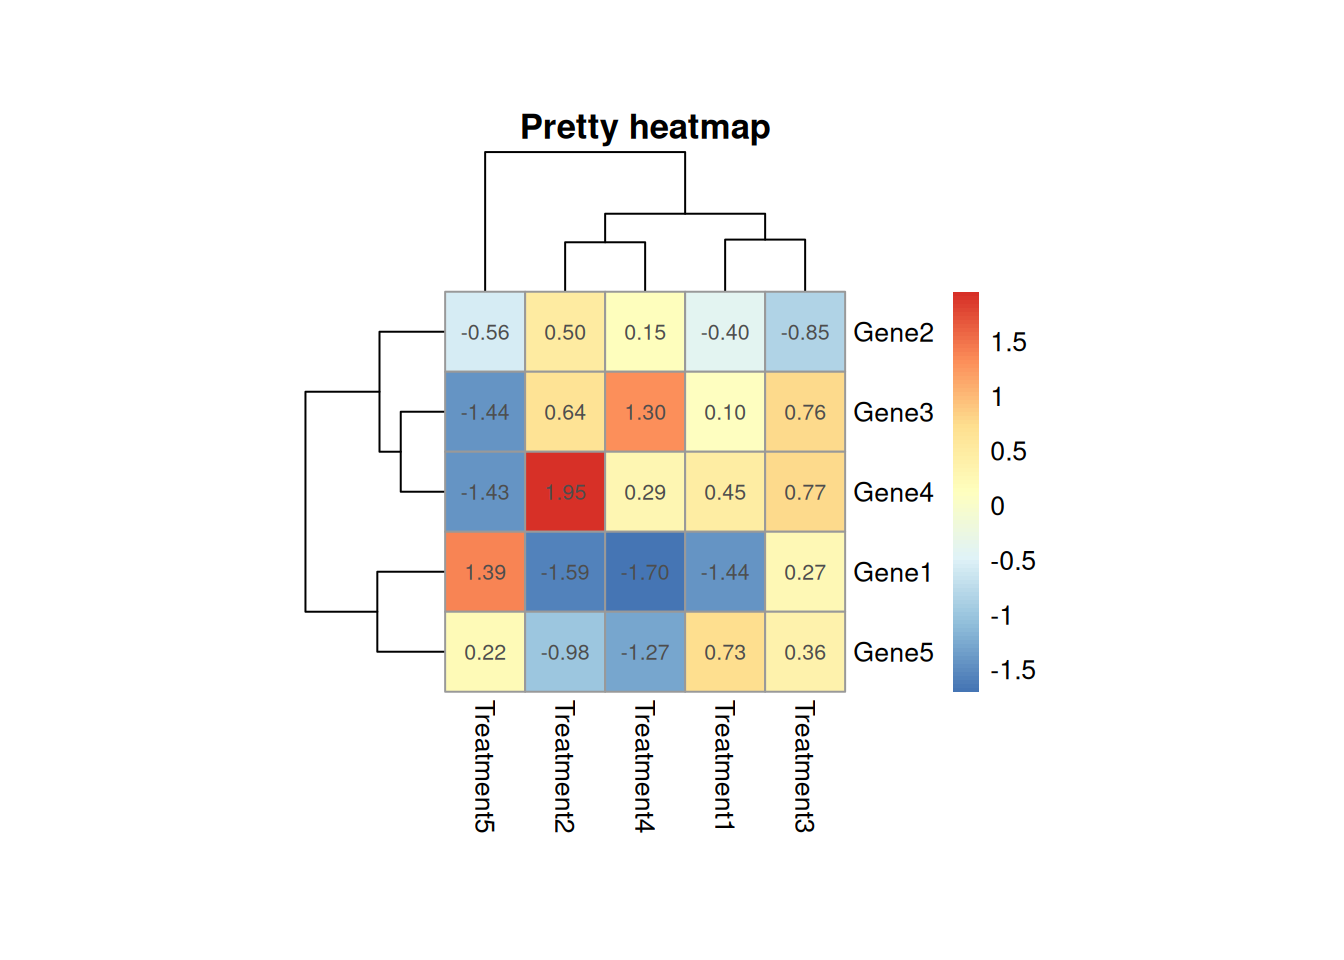 Pretty heatmap
-0.56 0.50 0.15 -0.40 -0.85 Gene2
-1.44 0.64 1.30 0.10 0.76 Gene3
-1.43 1.95 0.29 0.45 0.77 Gene4
1.39 -1.59 -1.70 -1.44 0.27 Gene1
0.22 -0.98 -1.27 0.73 0.36 Gene5
Treatment5
Treatment2
Treatment4
Treatment1
Treatment3
1.5
1
0.5
0
-0.5
-1
-1.5